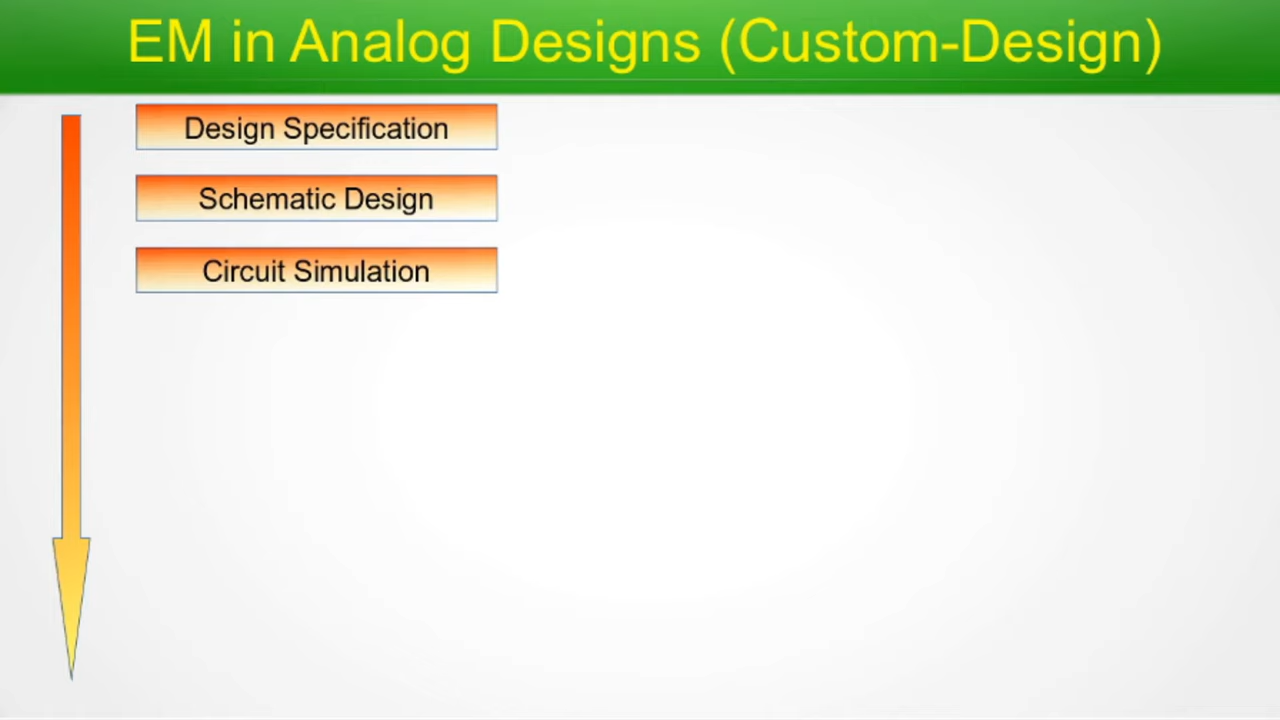 EM in Analog Designs (Custom-Design)
Design Specification
Schematic Design
Circuit Simulation